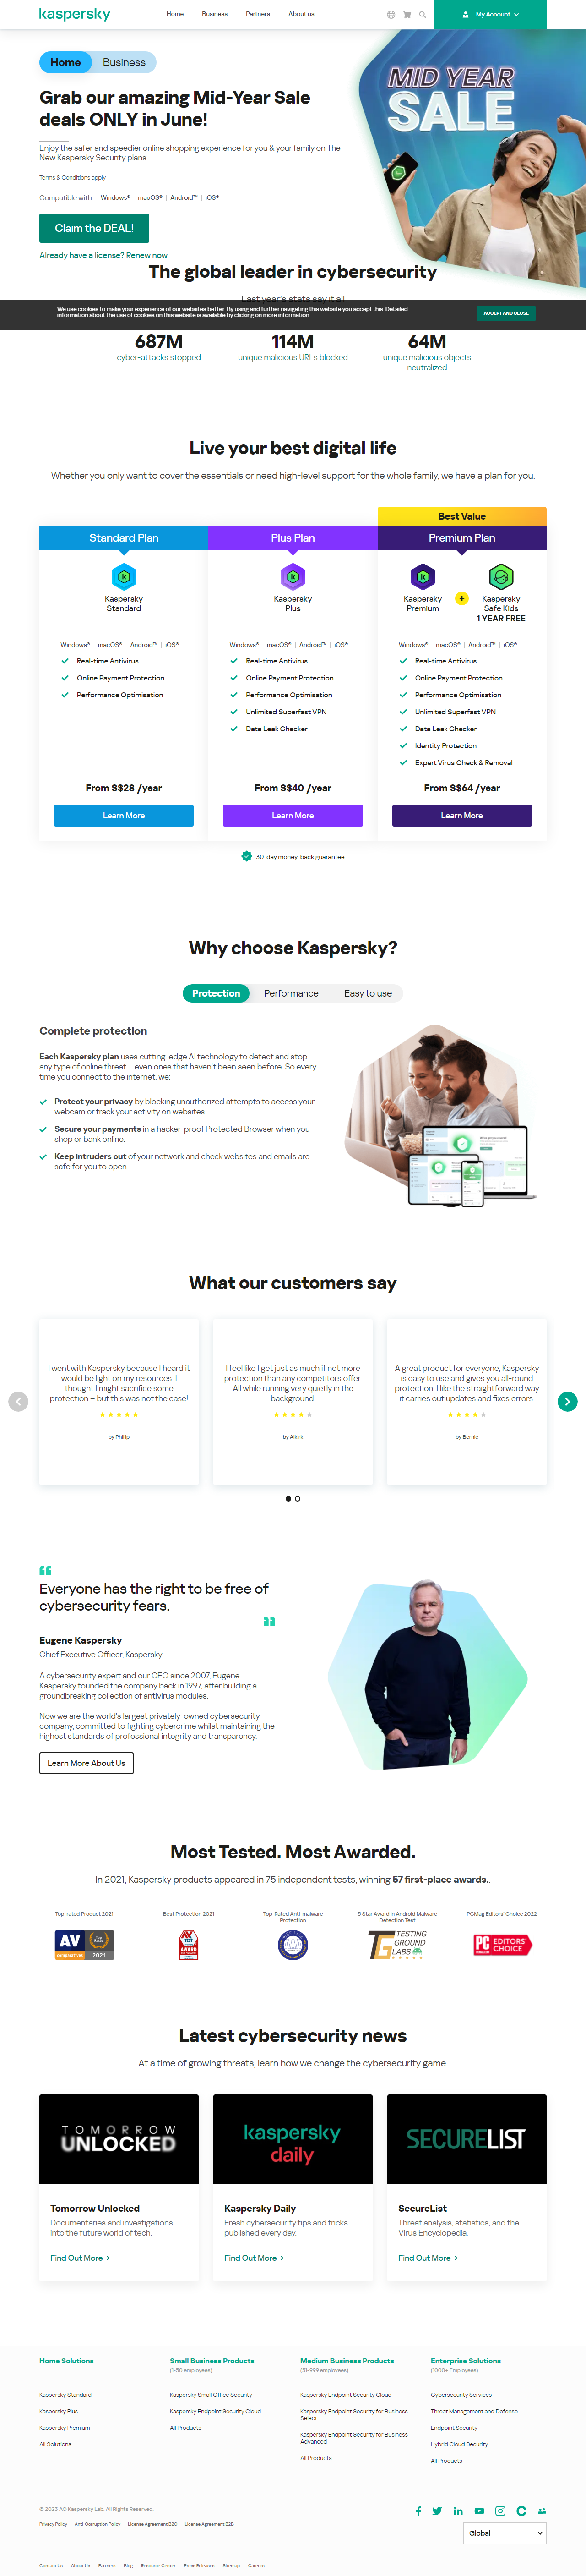 kaspersky
Home Business Partners About us
My Account
Home Business
MID YEAR
SALE
Grab our amazing Mid-Year Sale
deals ONLY in June!
Enjoy the safer and speedier online shopping experience for you & your family on The
New Kaspersky Security plans.
Terms & Conditions apply
Compatible with: Windows® | macOS® | Android™ | iOS®
Claim the DEAL!
Already have a license? Renew now
The global leader in cybersecurity
Last year's stats say it all
We use cookies to make your experience of our websites better. By using and further navigating this website you accept this. Detailed
information about the use of cookies on this website is available by clicking on more information.
ACCEPT AND CLOSE
687M 114M 64M
cyber-attacks stopped
unique malicious URLs blocked
unique malicious objects
neutralized
Live your best digital life
Whether you only want to cover the essentials or need high-level support for the whole family, we have a plan for you.
Standard Plan
Kaspersky
Standard
Windows® | macOS® | Android™ | iOS®
Real-time Antivirus
Online Payment Protection
Performance Optimisation
From S$28 /year
Learn More
Plus Plan
Kaspersky
Plus
Windows® | macOS® | Android™ | iOS®
Real-time Antivirus
Online Payment Protection
Performance Optimisation
Unlimited Superfast VPN
Data Leak Checker
From S$40 /year
Learn More
Best Value
Premium Plan
Kaspersky
Premium
+
Kaspersky
Safe Kids
1 YEAR FREE
Windows® | macOS® | Android™ | iOS®
Real-time Antivirus
Online Payment Protection
Performance Optimisation
Unlimited Superfast VPN
Data Leak Checker
Identity Protection
Expert Virus Check & Removal
From S$64 /year
Learn More
30-day money-back guarantee
Why choose Kaspersky?
Protection Performance Easy to use
Complete protection
Each Kaspersky plan uses cutting-edge AI technology to detect and stop
any type of online threat – even ones that haven't been seen before. So every
time you connect to the internet, we:
Protect your privacy by blocking unauthorized attempts to access your
webcam or track your activity on websites.
Secure your payments in a hacker-proof Protected Browser when you
shop or bank online.
Keep intruders out of your network and check websites and emails are
safe for you to open.
What our customers say
I went with Kaspersky because I heard it
would be light on my resources. I
thought I might sacrifice some
protection – but this was not the case!
by Phillip
I feel like I get just as much if not more
protection than any competitors offer.
All while running very quietly in the
background.
by Alkirk
A great product for everyone, Kaspersky
is easy to use and gives you all-round
protection. I like the straightforward way
it carries out updates and fixes errors.
by Bernie
Everyone has the right to be free of
cybersecurity fears.
Eugene Kaspersky
Chief Executive Officer, Kaspersky
A cybersecurity expert and our CEO since 2007, Eugene
Kaspersky founded the company back in 1997, after building a
groundbreaking collection of antivirus modules.
Now we are the world's largest privately-owned cybersecurity
company, committed to fighting cybercrime whilst maintaining the
highest standards of professional integrity and transparency.
Learn More About Us
Most Tested. Most Awarded.
In 2021, Kaspersky products appeared in 75 independent tests, winning 57 first-place awards..
Top-rated Product 2021
AV
comparatives 2021
Best Protection 2021
AV TEST
AWARD
Top-Rated Anti-malware
Protection
5 Star Award in Android Malware
Detection Test
TESTING
GROUND
LABS
PCMag Editors' Choice 2022
PC EDITORS'
CHOICE
Latest cybersecurity news
At a time of growing threats, learn how we change the cybersecurity game.
TOMORROW
UNLOCKED
Tomorrow Unlocked
Documentaries and investigations
into the future world of tech.
Find Out More
kaspersky
daily
Kaspersky Daily
Fresh cybersecurity tips and tricks
published every day.
Find Out More
SECURELIST
SecureList
Threat analysis, statistics, and the
Virus Encyclopedia.
Find Out More
Home Solutions
Kaspersky Standard
Kaspersky Plus
Kaspersky Premium
All Solutions
Small Business Products
(1-50 employees)
Kaspersky Small Office Security
Kaspersky Endpoint Security Cloud
All Products
Medium Business Products
(51-999 employees)
Kaspersky Endpoint Security Cloud
Kaspersky Endpoint Security for Business
Select
Kaspersky Endpoint Security for Business
Advanced
All Products
Enterprise Solutions
(1000+ Employees)
Cybersecurity Services
Threat Management and Defense
Endpoint Security
Hybrid Cloud Security
All Products
© 2023 AO Kaspersky Lab. All Rights Reserved.
Privacy Policy Anti-Corruption Policy License Agreement B2C License Agreement B2B
Global
Contact Us About Us Partners Blog Resource Center Press Releases Sitemap Careers